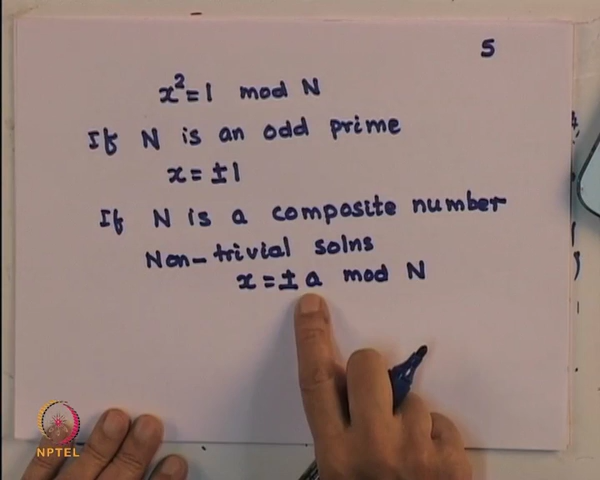 5
x² = 1 mod N
If N is an odd prime
x = ±1
If N is a composite number
Non-trivial solns
x = ± a mod N
NPTEL